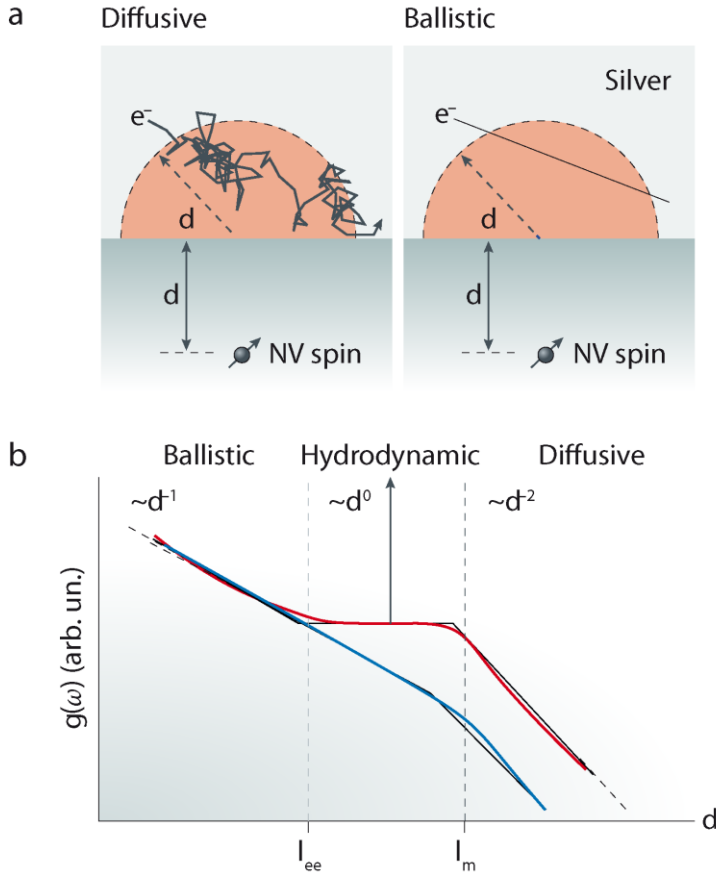 a
Diffusive
Ballistic
Silver
e⁻
e⁻
d
d
d
d
NV spin
NV spin
b
Ballistic
Hydrodynamic
Diffusive
~d⁻¹
~d⁰
~d⁻²
g(ω) (arb. un.)
d
l_ee
l_m